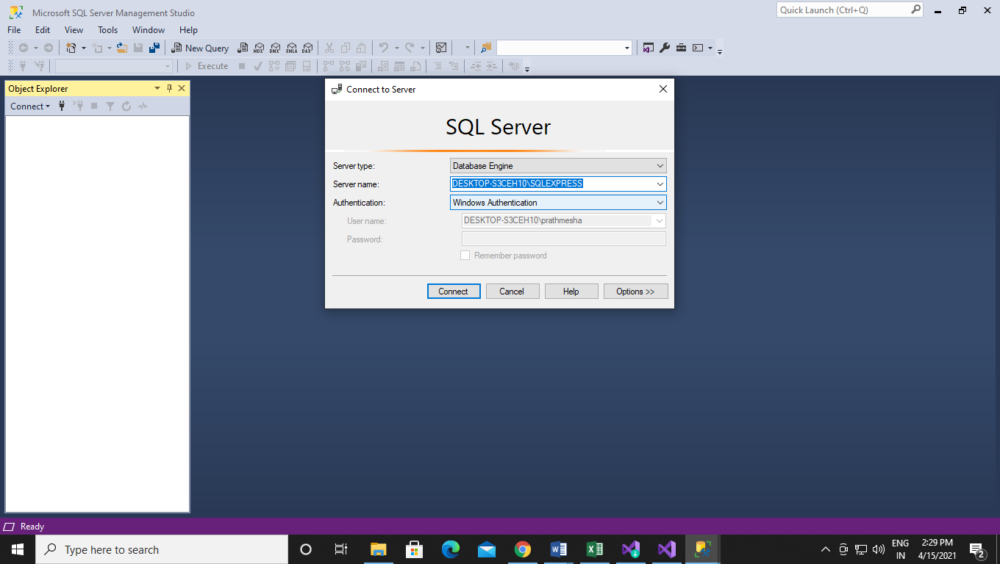 Microsoft SQL Server Management Studio
Quick Launch (Ctrl+Q)
File Edit View Tools Window Help
New Query MDX DMX XMLA DAX
Execute
Object Explorer
Connect
Connect to Server
SQL Server
Server type: Database Engine
Server name: DESKTOP-S3CEH10\SQLEXPRESS
Authentication: Windows Authentication
User name: DESKTOP-S3CEH10\prathmesha
Password:
Remember password
Connect Cancel Help Options >>
Ready
Type here to search
ENG
IN
2:29 PM
4/15/2021
2